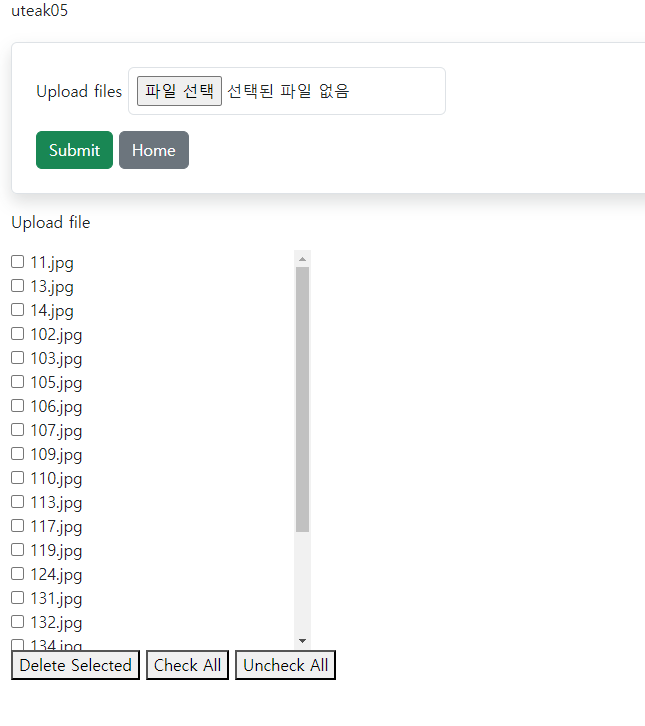 uteak05
Upload files 파일 선택 선택된 파일 없음
Submit Home
Upload file
11.jpg
13.jpg
14.jpg
102.jpg
103.jpg
105.jpg
106.jpg
107.jpg
109.jpg
110.jpg
113.jpg
117.jpg
119.jpg
124.jpg
131.jpg
132.jpg
134.jpg
Delete Selected Check All Uncheck All